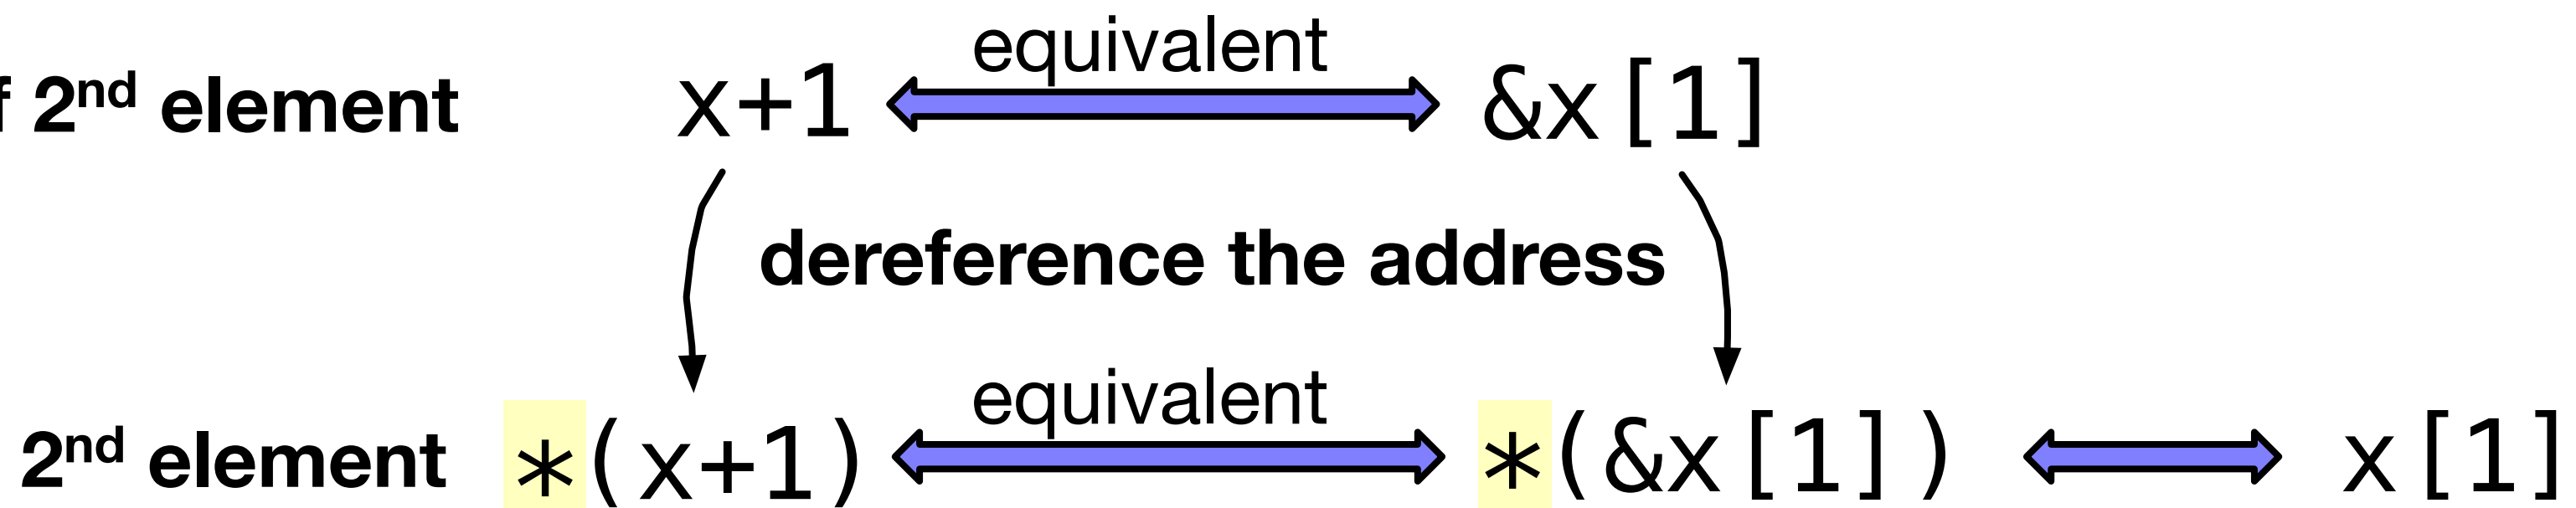 equivalent
f 2nd element x+1 &x[1]
dereference the address
equivalent
2nd element *(x+1) *(&x[1]) x[1]